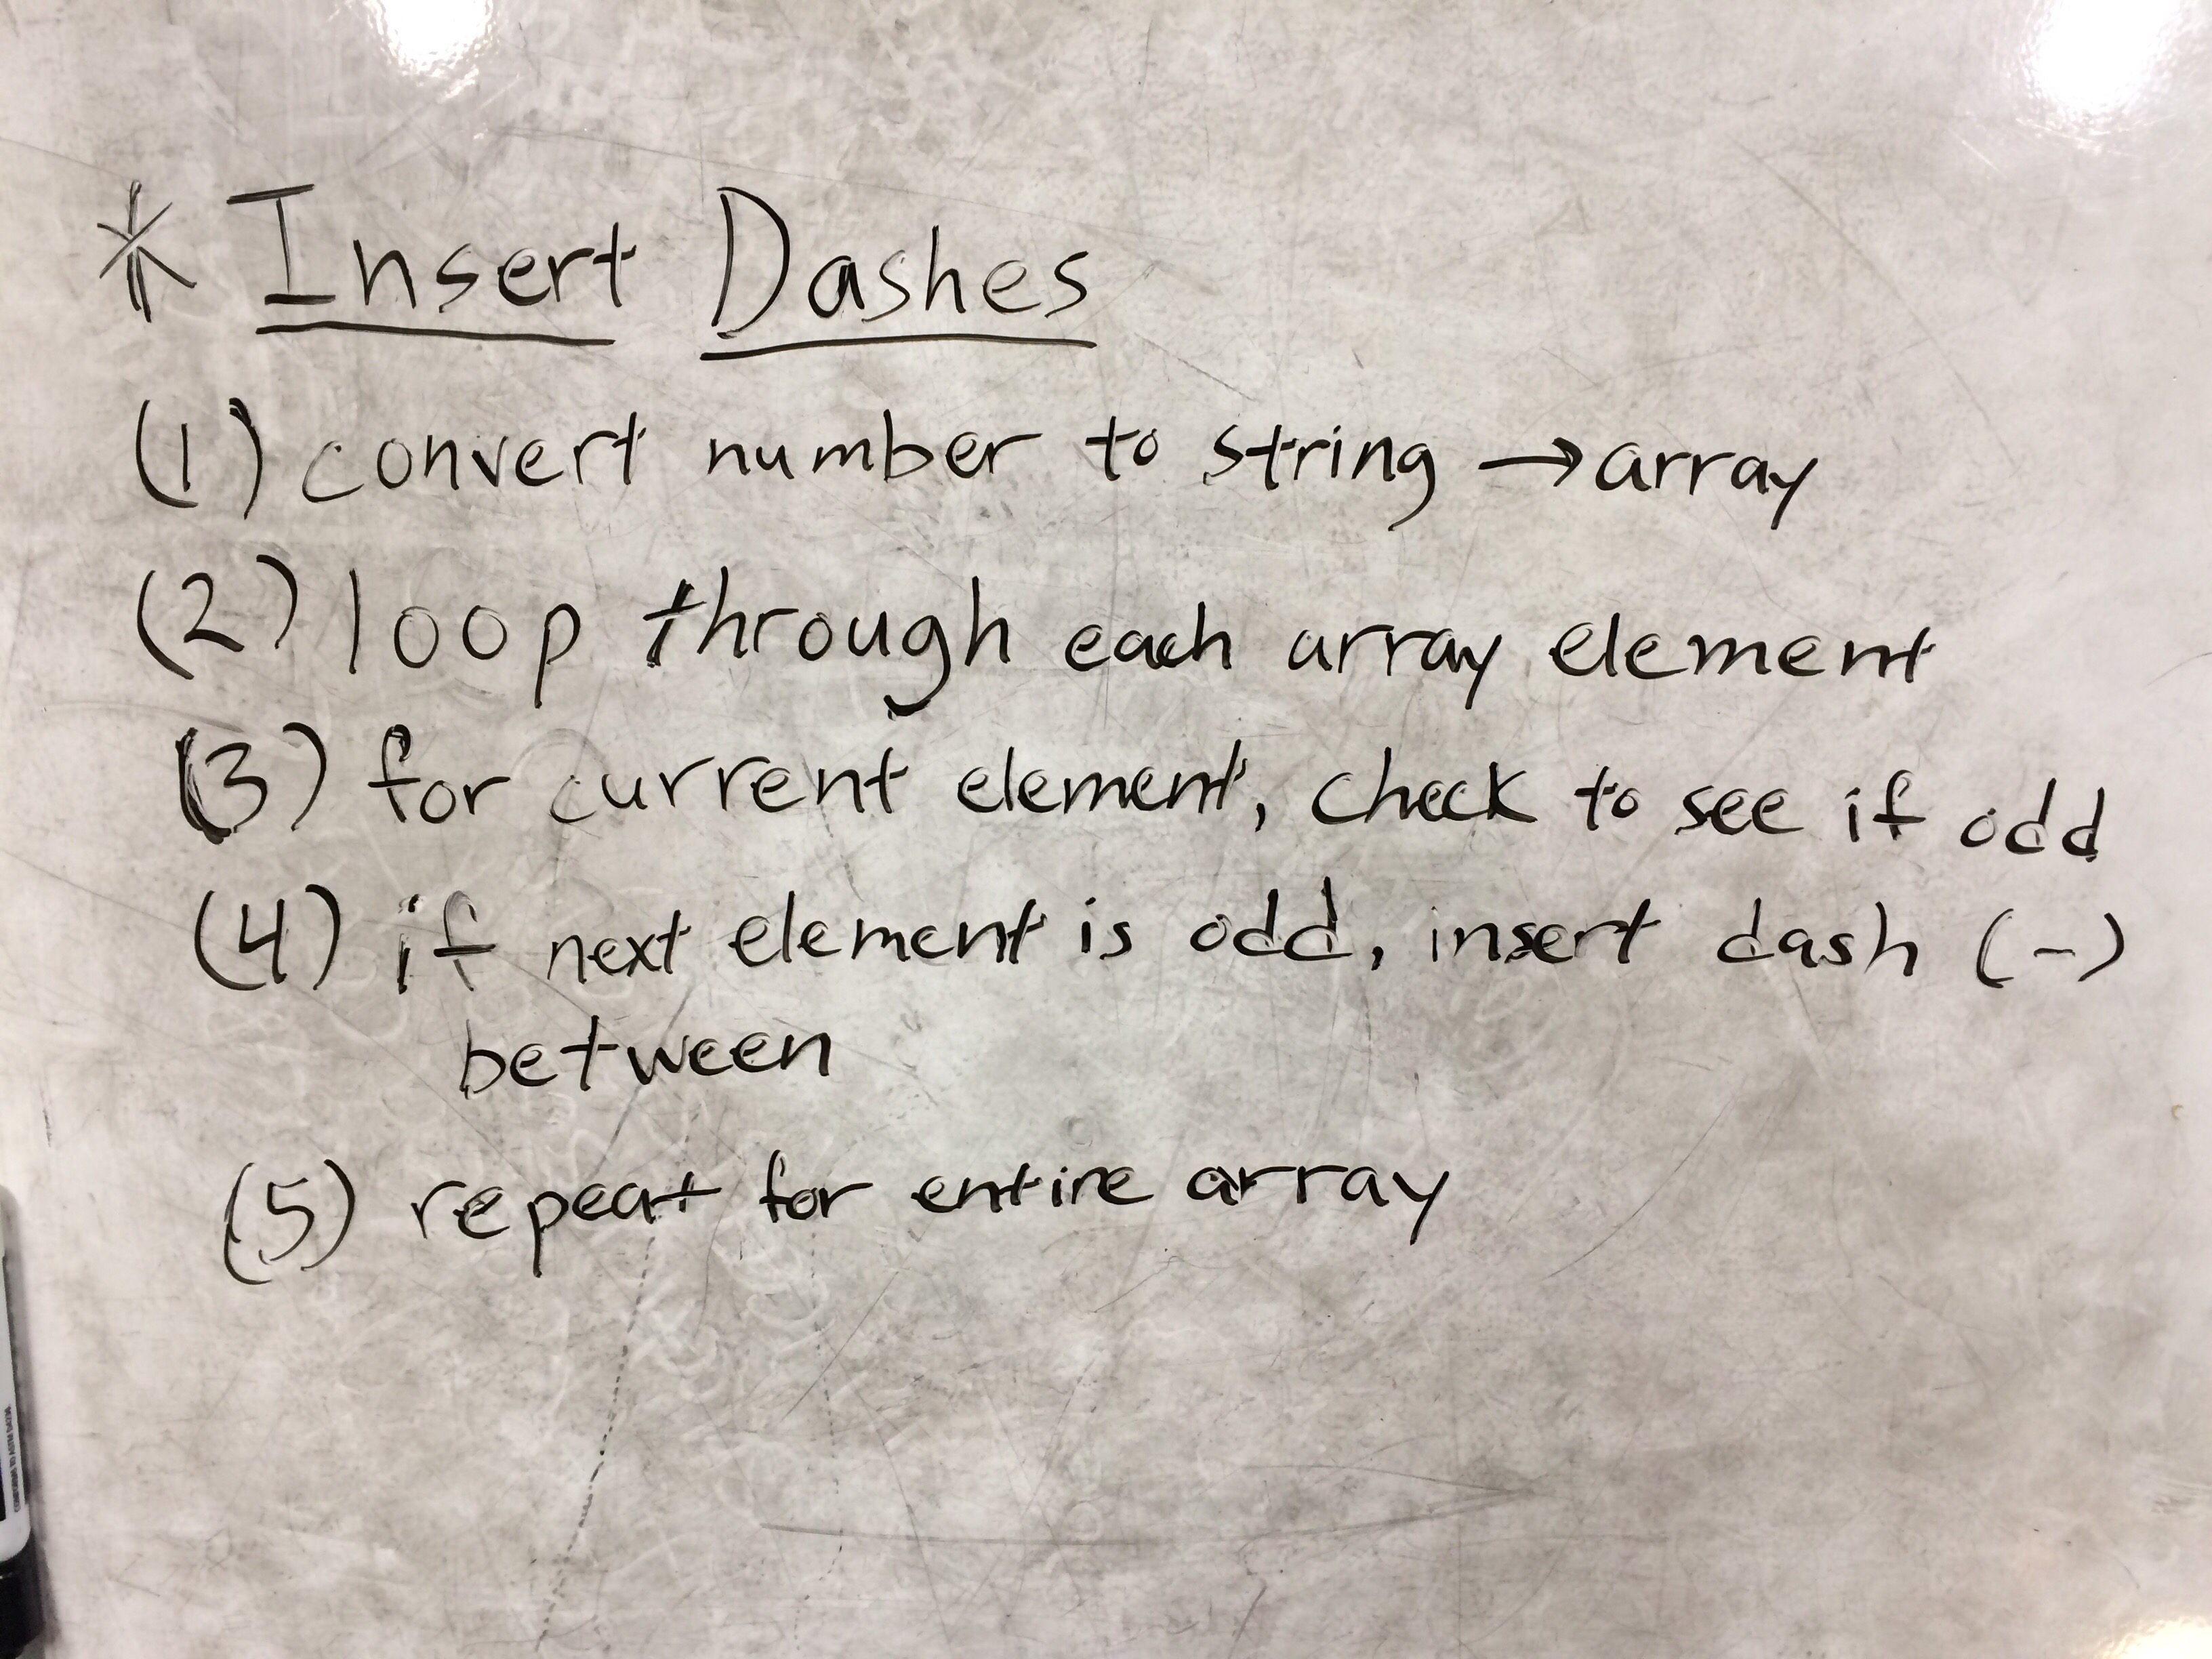 * Insert Dashes
(1) convert number to string → array
(2) loop through each array element
(3) for current element, check to see if odd
(4) if next element is odd, insert dash (-)
between
(5) repeat for entire array